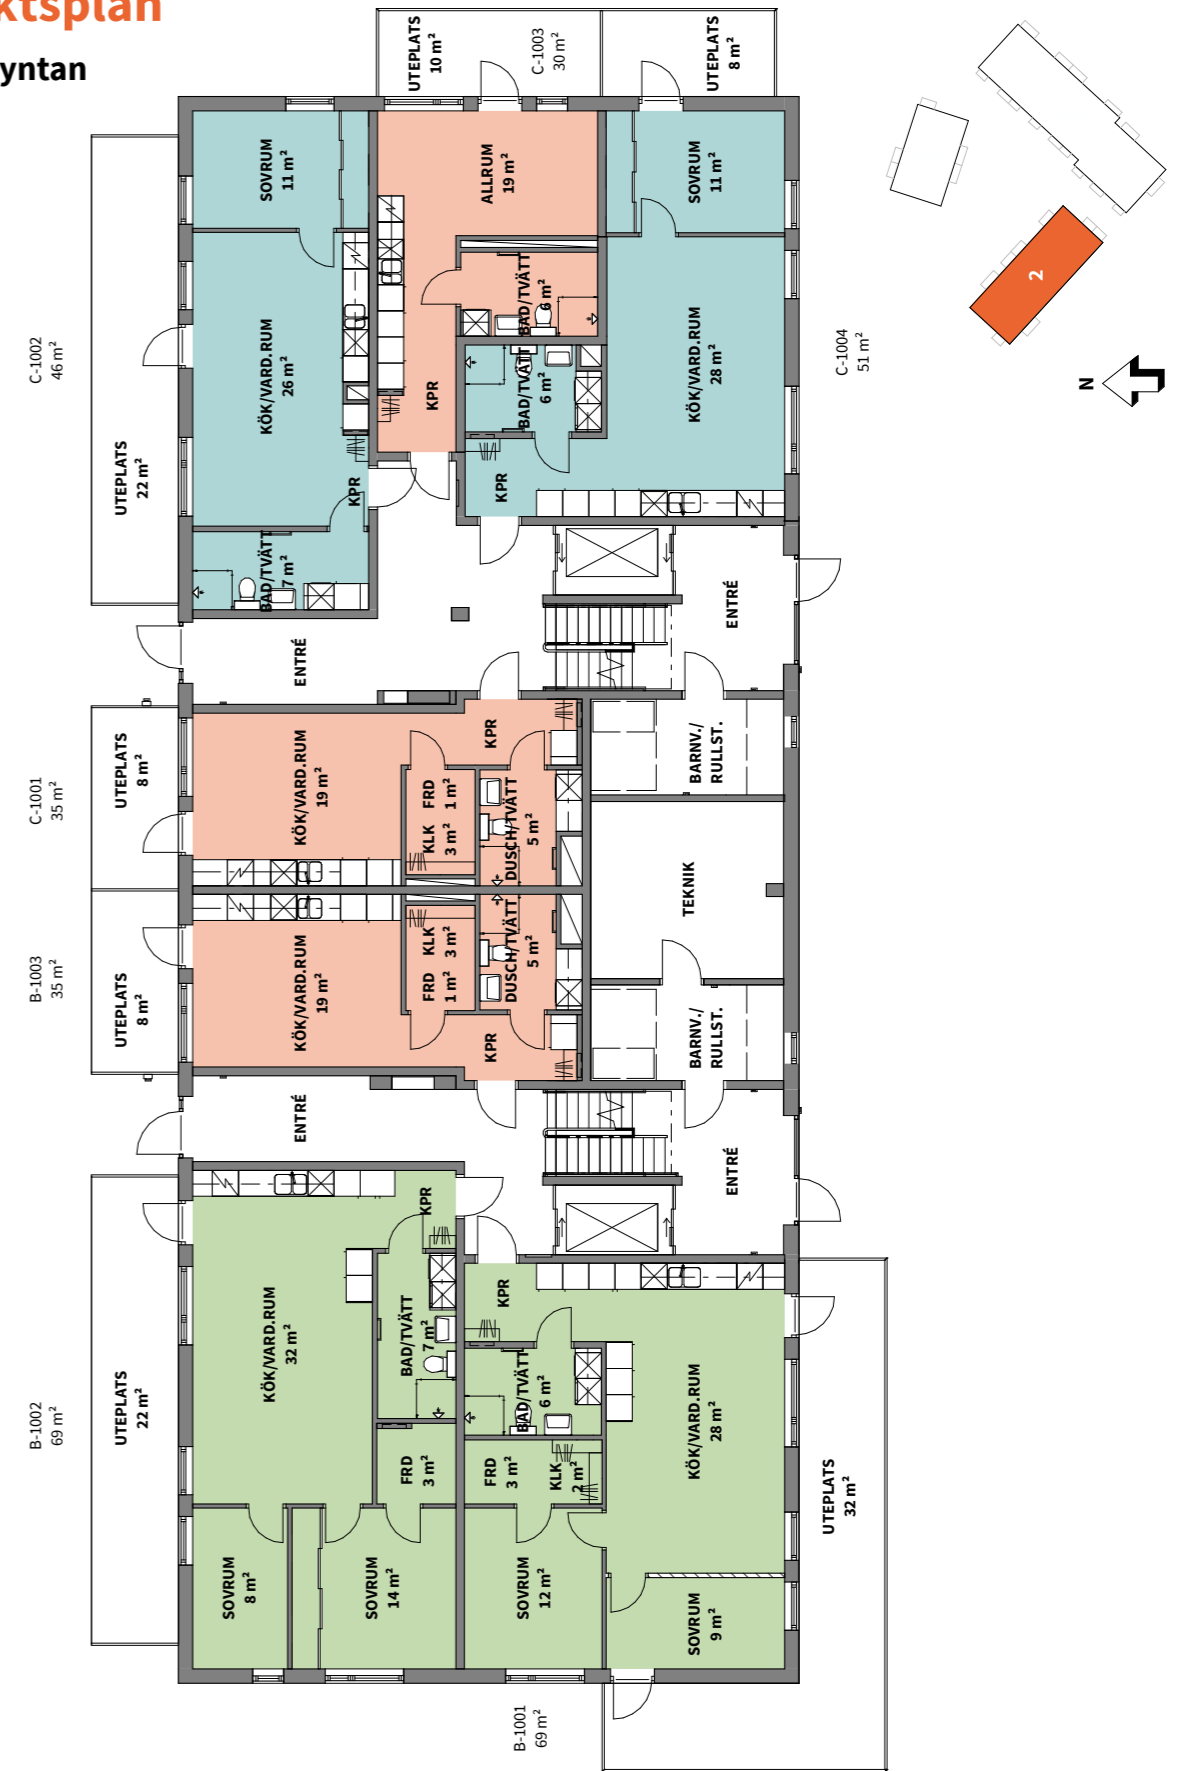 ktsplan
yntan
UTEPLATS
10 m²
C-1003
30 m²
UTEPLATS
8 m²
SOVRUM
11 m²
ALLRUM
19 m²
SOVRUM
11 m²
2
N
C-1002
46 m²
UTEPLATS
22 m²
KÖK/VARD.RUM
26 m²
KPR
BAD/TVÄTT
7 m²
KPR
BAD/TVÄTT
6 m²
BAD/TVÄTT
6 m²
KPR
KÖK/VARD.RUM
28 m²
C-1004
51 m²
ENTRÉ
ENTRÉ
C-1001
35 m²
UTEPLATS
8 m²
KÖK/VARD.RUM
19 m²
KPR
FRD
1 m²
KLK
3 m²
DUSCH/TVÄTT
5 m²
BARNV./
RULLST.
TEKNIK
B-1003
35 m²
UTEPLATS
8 m²
KÖK/VARD.RUM
19 m²
KLK
3 m²
FRD
1 m²
DUSCH/TVÄTT
5 m²
KPR
BARNV./
RULLST.
ENTRÉ
ENTRÉ
B-1002
69 m²
UTEPLATS
22 m²
KÖK/VARD.RUM
32 m²
KPR
BAD/TVÄTT
7 m²
FRD
3 m²
SOVRUM
8 m²
SOVRUM
14 m²
KPR
BAD/TVÄTT
6 m²
FRD
3 m²
KLK
2 m²
KÖK/VARD.RUM
28 m²
SOVRUM
12 m²
SOVRUM
9 m²
UTEPLATS
32 m²
B-1001
69 m²